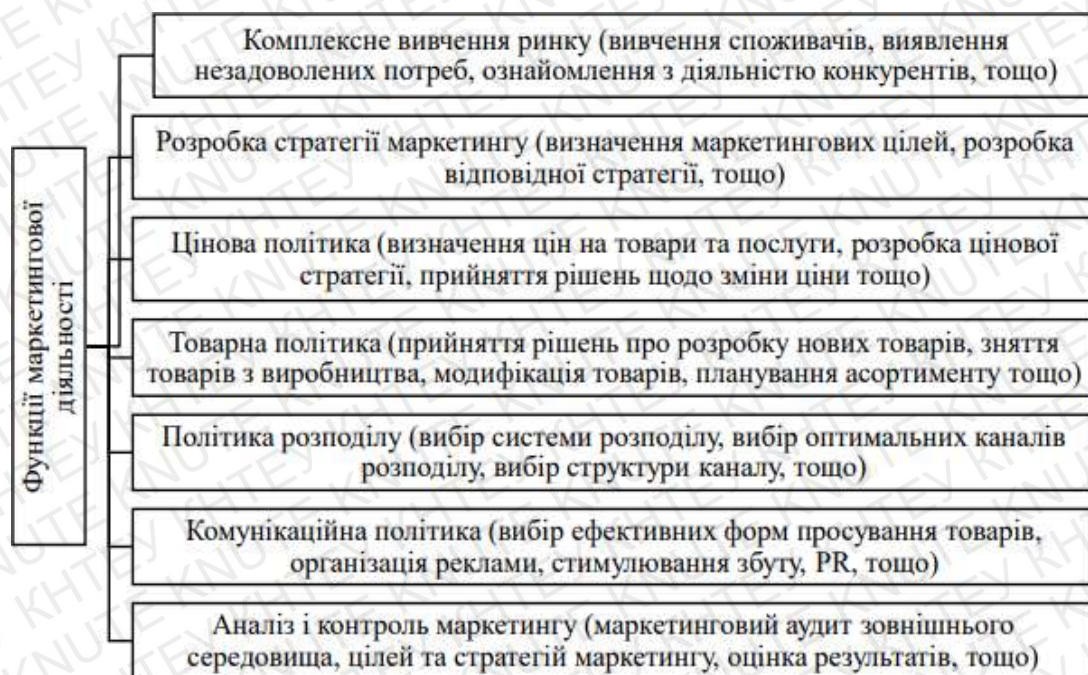 Функції маркетингової
діяльності
Комплексне вивчення ринку (вивчення споживачів, виявлення
незадоволених потреб, ознайомлення з діяльністю конкурентів, тощо)
Розробка стратегії маркетингу (визначення маркетингових цілей, розробка
відповідної стратегії, тощо)
Цінова політика (визначення цін на товари та послуги, розробка цінової
стратегії, прийняття рішень щодо зміни ціни тощо)
Товарна політика (прийняття рішень про розробку нових товарів, зняття
товарів з виробництва, модифікація товарів, планування асортименту тощо)
Політика розподілу (вибір системи розподілу, вибір оптимальних каналів
розподілу, вибір структури каналу, тощо)
Комунікаційна політика (вибір ефективних форм просування товарів,
організація реклами, стимулювання збуту, PR, тощо)
Аналіз і контроль маркетингу (маркетинговий аудит зовнішнього
середовища, цілей та стратегій маркетингу, оцінка результатів, тощо)